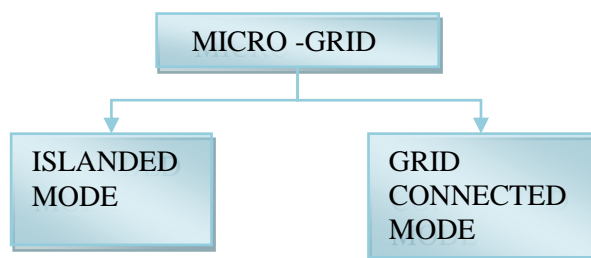 MICRO -GRID
ISLANDED
MODE
GRID
CONNECTED
MODE